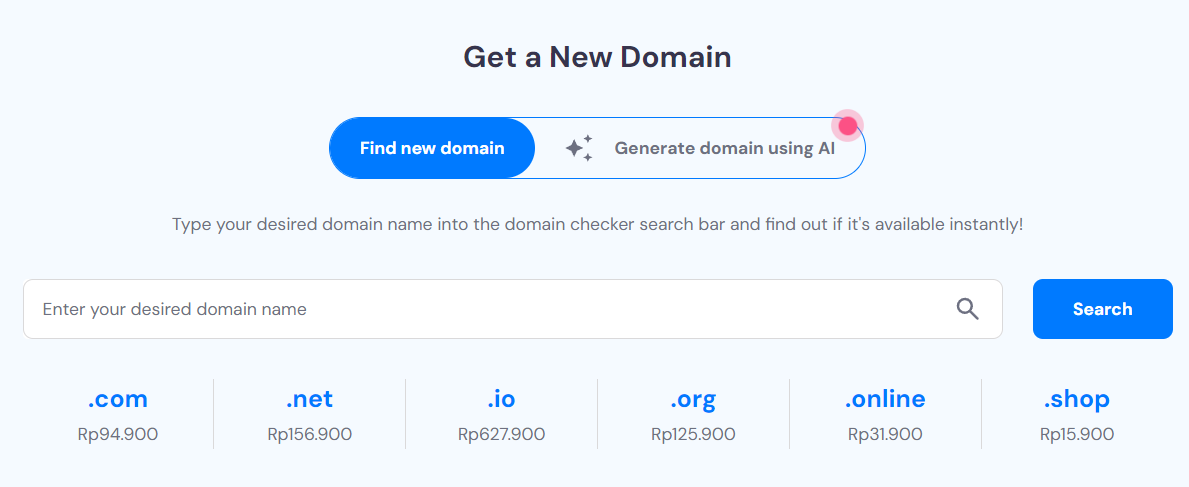 Get a New Domain
Find new domain
Generate domain using AI
Type your desired domain name into the domain checker search bar and find out if it's available instantly!
Enter your desired domain name
Search
.com .net .io .org .online .shop
Rp94.900 Rp156.900 Rp627.900 Rp125.900 Rp31.900 Rp15.900